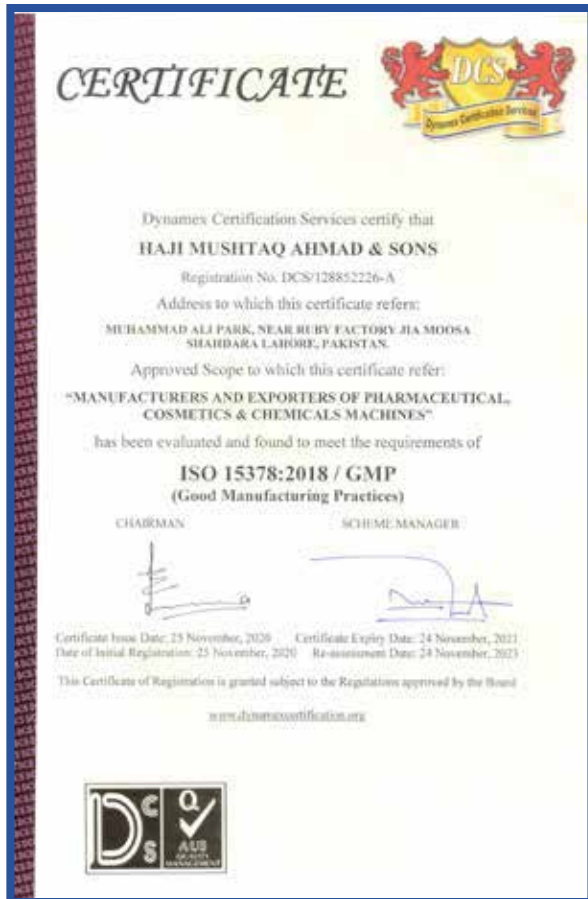 CERTIFICATE
DCS
Dynamex Certification Services
Dynamex Certification Services certify that
HAJI MUSHTAQ AHMAD & SONS
Registration No. DCS/128852226-A
Address to which this certificate refers:
MUHAMMAD ALI PARK, NEAR RUBY FACTORY JIA MOOSA
SHAHDARA LAHORE, PAKISTAN.
Approved Scope to which this certificate refer:
“MANUFACTURERS AND EXPORTERS OF PHARMACEUTICAL,
COSMETICS & CHEMICALS MACHINES”
has been evaluated and found to meet the requirements of
ISO 15378:2018 / GMP
(Good Manufacturing Practices)
CHAIRMAN SCHEME MANAGER
Certificate Issue Date: 25 November, 2020 Certificate Expiry Date: 24 November, 2021
Date of Initial Registration: 25 November, 2020 Re-assessment Date: 24 November, 2023
This Certificate of Registration is granted subject to the Regulations approved by the Board
www.dynamexcertification.org
DCS
Q
AUS
QUALITY
MANAGEMENT